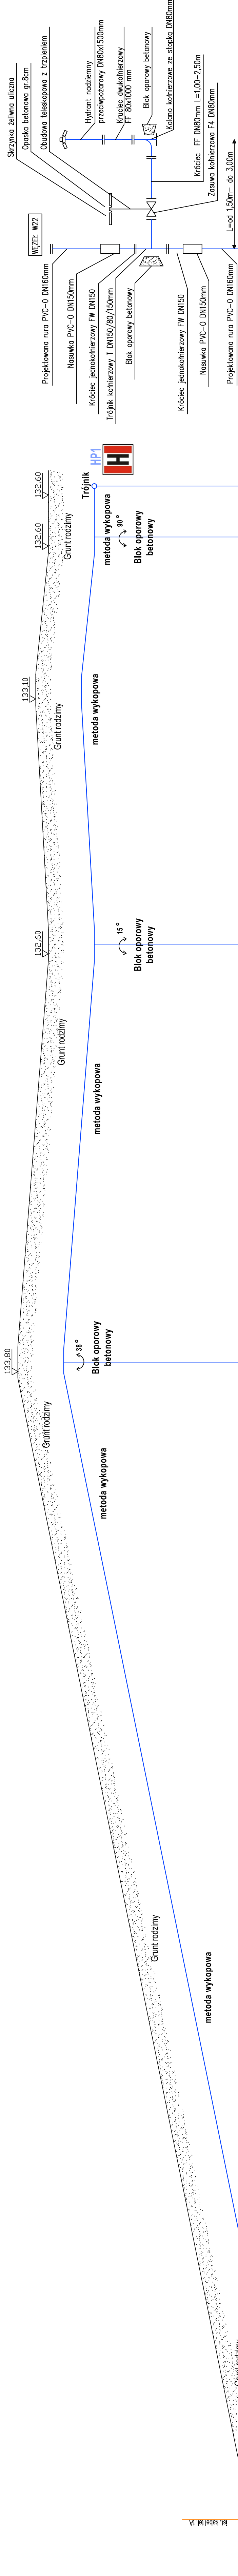 Skrzynka żeliwna uliczna
Opaska betonowa gr.8cm
Obudowa teleskopowa z trzpieniem
Hydrant nadziemny
przeciwpożarowy DN80x1500mm
Króciec dwukołnierzowy
FF 80x1000 mm
Blok oporowy betonowy
Kolano kołnierzowe ze stopką DN80mm
Króciec FF DN80mm L=1,00-2,50m
Zasuwa kołnierzowa F4 DN80mm
L=od 1,50m- do 3,00m
WĘZEŁ W22
Projektowana rura PVC-O DN160mm
Nasuwka PVC-O DN150mm
Króciec jednokołnierzowy FW DN150
Trójnik kołnierzowy T DN150/80/150mm
Blok oporowy betonowy
Króciec jednokołnierzowy FW DN150
Nasuwka PVC-O DN150mm
Projektowana rura PVC-O DN160mm
HP1
H
Trójnik
132,60
132,60
Grunt rodzimy
metoda wykopowa
90°
Blok oporowy
betonowy
133,10
Grunt rodzimy
metoda wykopowa
132,60
15°
Blok oporowy
betonowy
Grunt rodzimy
metoda wykopowa
133,80
38°
Blok oporowy
betonowy
Grunt rodzimy
metoda wykopowa
Grunt rodzimy
metoda wykopowa
Grunt rodzimy
ist. kabel tel. tA